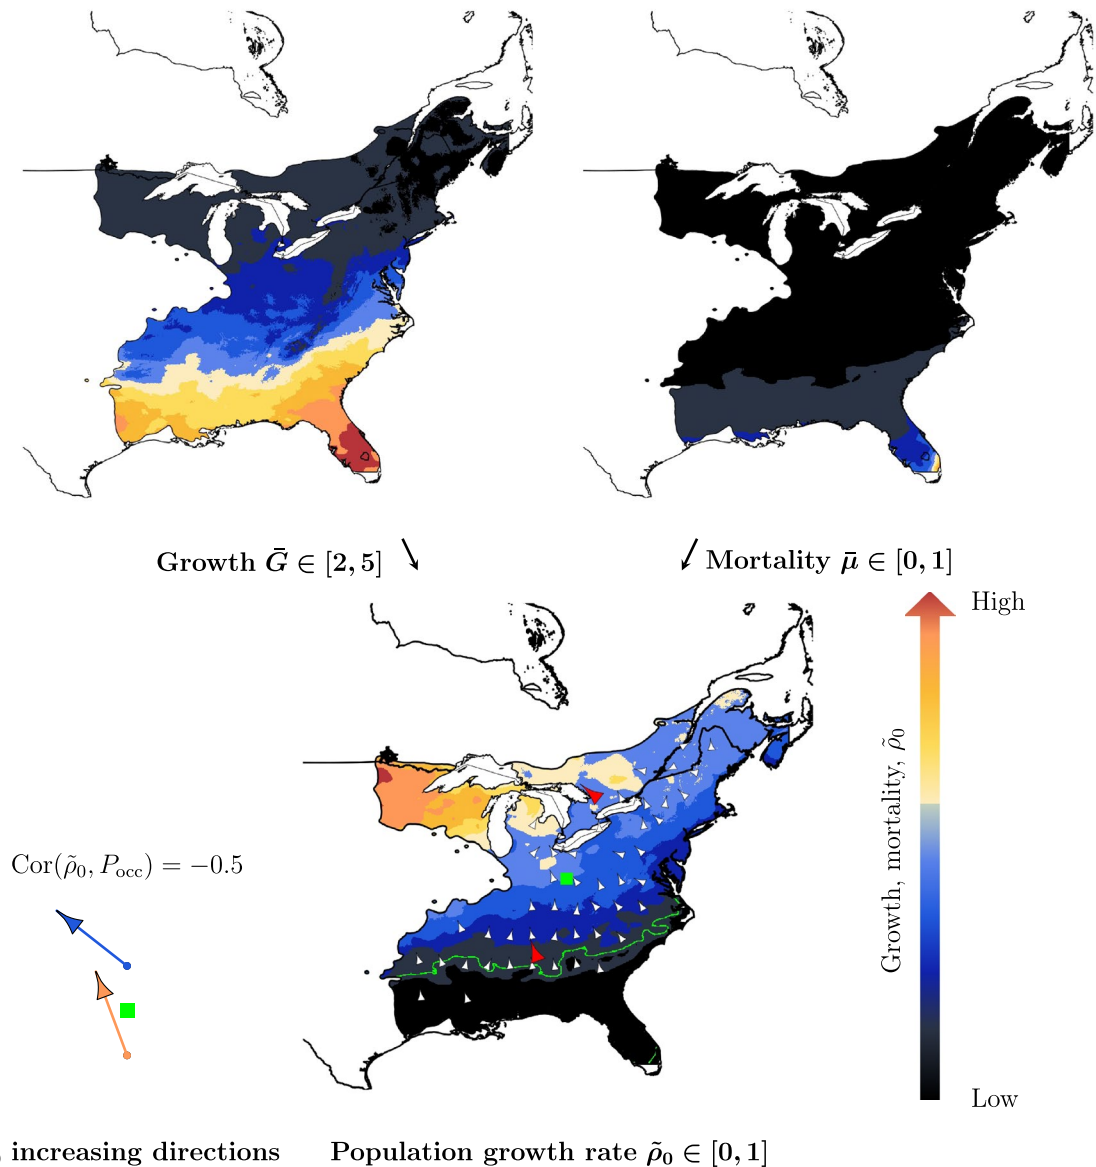 Growth Ḡ ∈ [2, 5]
Mortality μ̄ ∈ [0, 1]
High
Growth, mortality, ρ̃₀
Cor(ρ̃₀, Pₒcc) = −0.5
Low
, increasing directions
Population growth rate ρ̃₀ ∈ [0, 1]